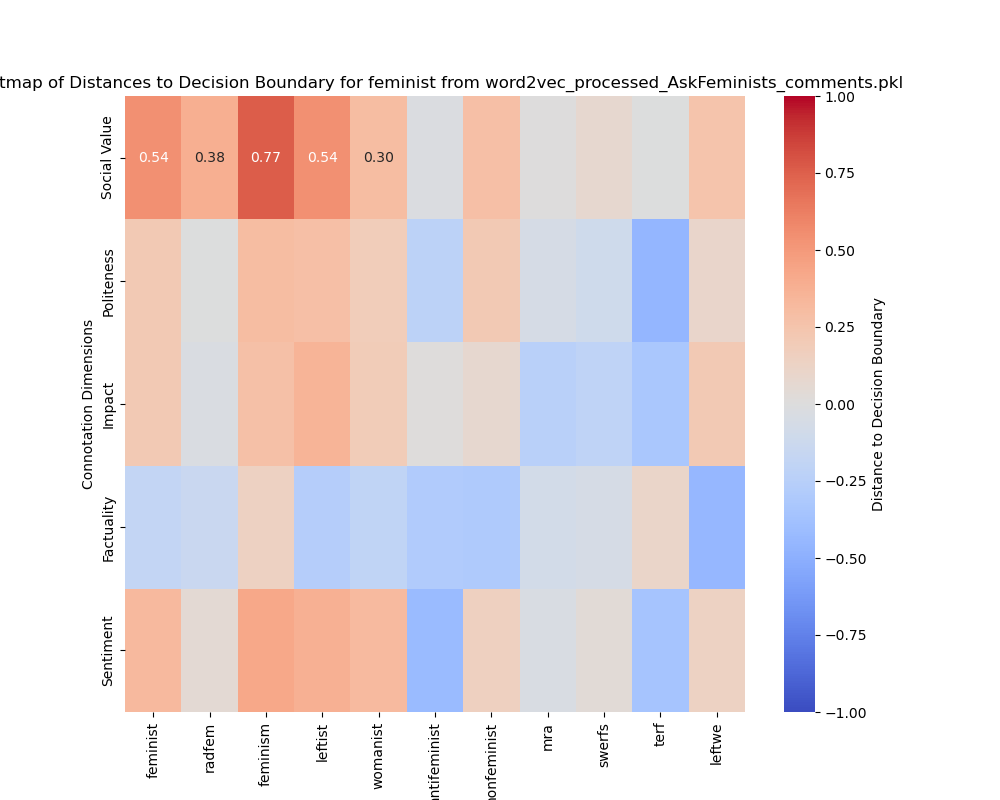 tmap of Distances to Decision Boundary for feminist from word2vec_processed_AskFeminists_comments.pkl
Connotation Dimensions
Social Value
Politeness
Impact
Factuality
Sentiment
0.54 0.38 0.77 0.54 0.30
feminist
radfem
feminism
leftist
womanist
ntifeminist
onfeminist
mra
swerfs
terf
leftwe
1.00
0.75
0.50
0.25
0.00
−0.25
−0.50
−0.75
−1.00
Distance to Decision Boundary